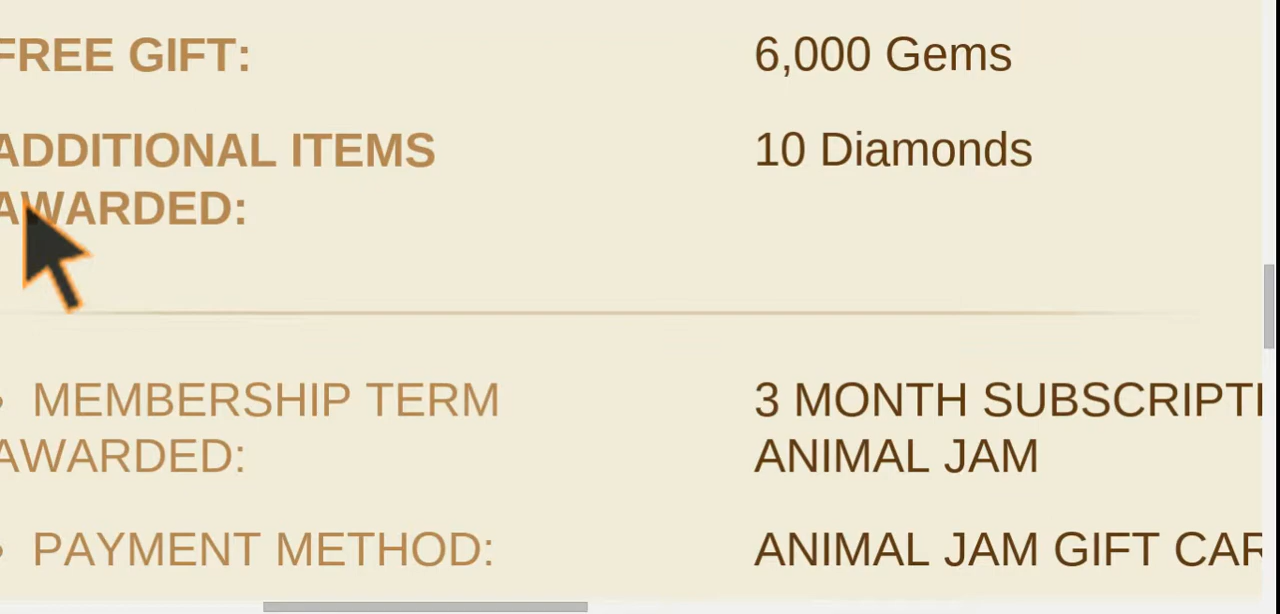 FREE GIFT: 6,000 Gems
ADDITIONAL ITEMS 10 Diamonds
AWARDED:
• MEMBERSHIP TERM 3 MONTH SUBSCRIPTI
AWARDED: ANIMAL JAM
• PAYMENT METHOD: ANIMAL JAM GIFT CAR